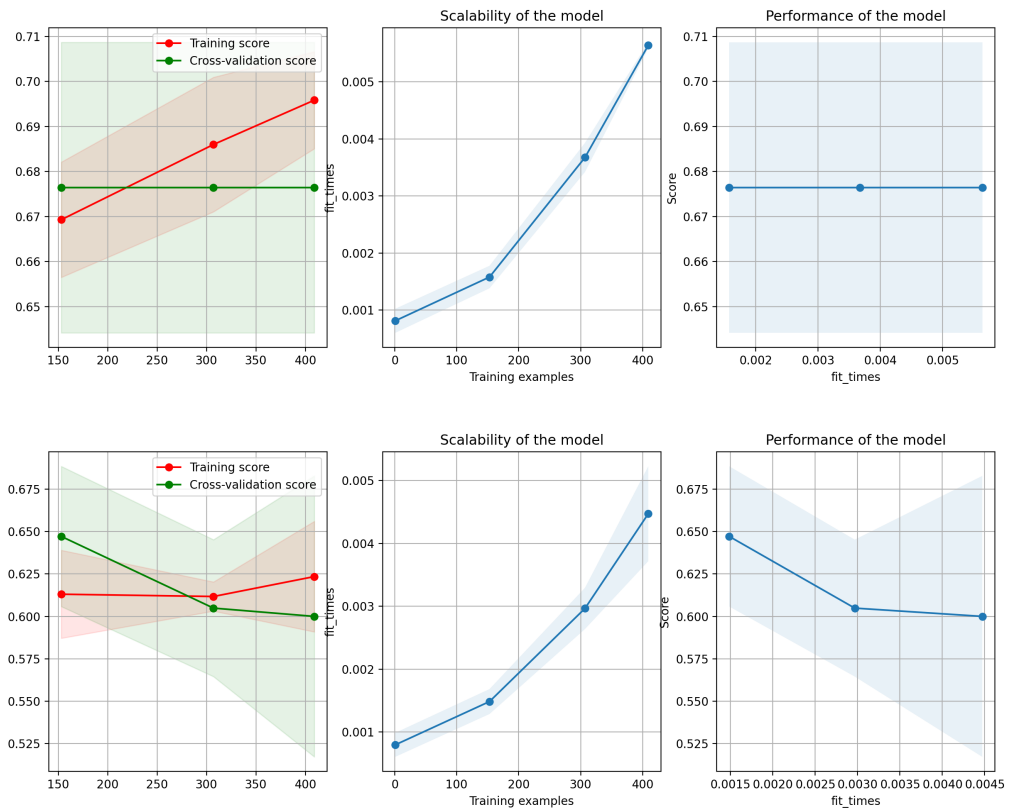 Scalability of the model
Performance of the model
0.71
0.70
0.69
0.68
0.67
0.66
0.65
Training score
Cross-validation score
150 200 250 300 350 400
fit_times
0.005
0.004
0.003
0.002
0.001
0 100 200 300 400
Training examples
Score
0.71
0.70
0.69
0.68
0.67
0.66
0.65
0.002 0.003 0.004 0.005
fit_times
Scalability of the model
Performance of the model
0.675
0.650
0.625
0.600
0.575
0.550
0.525
Training score
Cross-validation score
150 200 250 300 350 400
fit_times
0.005
0.004
0.003
0.002
0.001
0 100 200 300 400
Training examples
Score
0.675
0.650
0.625
0.600
0.575
0.550
0.525
0.0015 0.0020 0.0025 0.0030 0.0035 0.0040 0.0045
fit_times